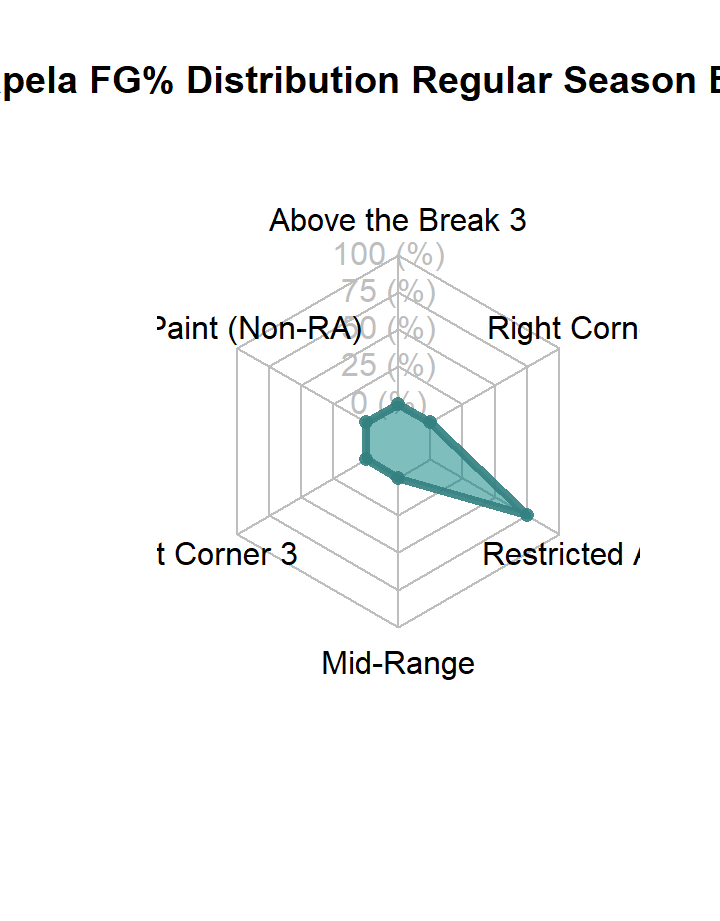 pela FG% Distribution Regular Season
Above the Break 3
100 (%)
75 (%)
Paint (Non-RA)
50 (%)
Right Corn
25 (%)
0 (%)
t Corner 3
Restricted
Mid-Range